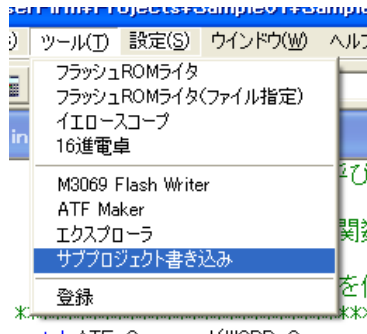 ツール(T) 設定(S) ウインドウ(W) ヘル
フラッシュROMライタ
フラッシュROMライタ(ファイル指定)
イエロースコープ
16進電卓
in
M3069 Flash Writer
ATF Maker
エクスプローラ
サブプロジェクト書き込み
登録